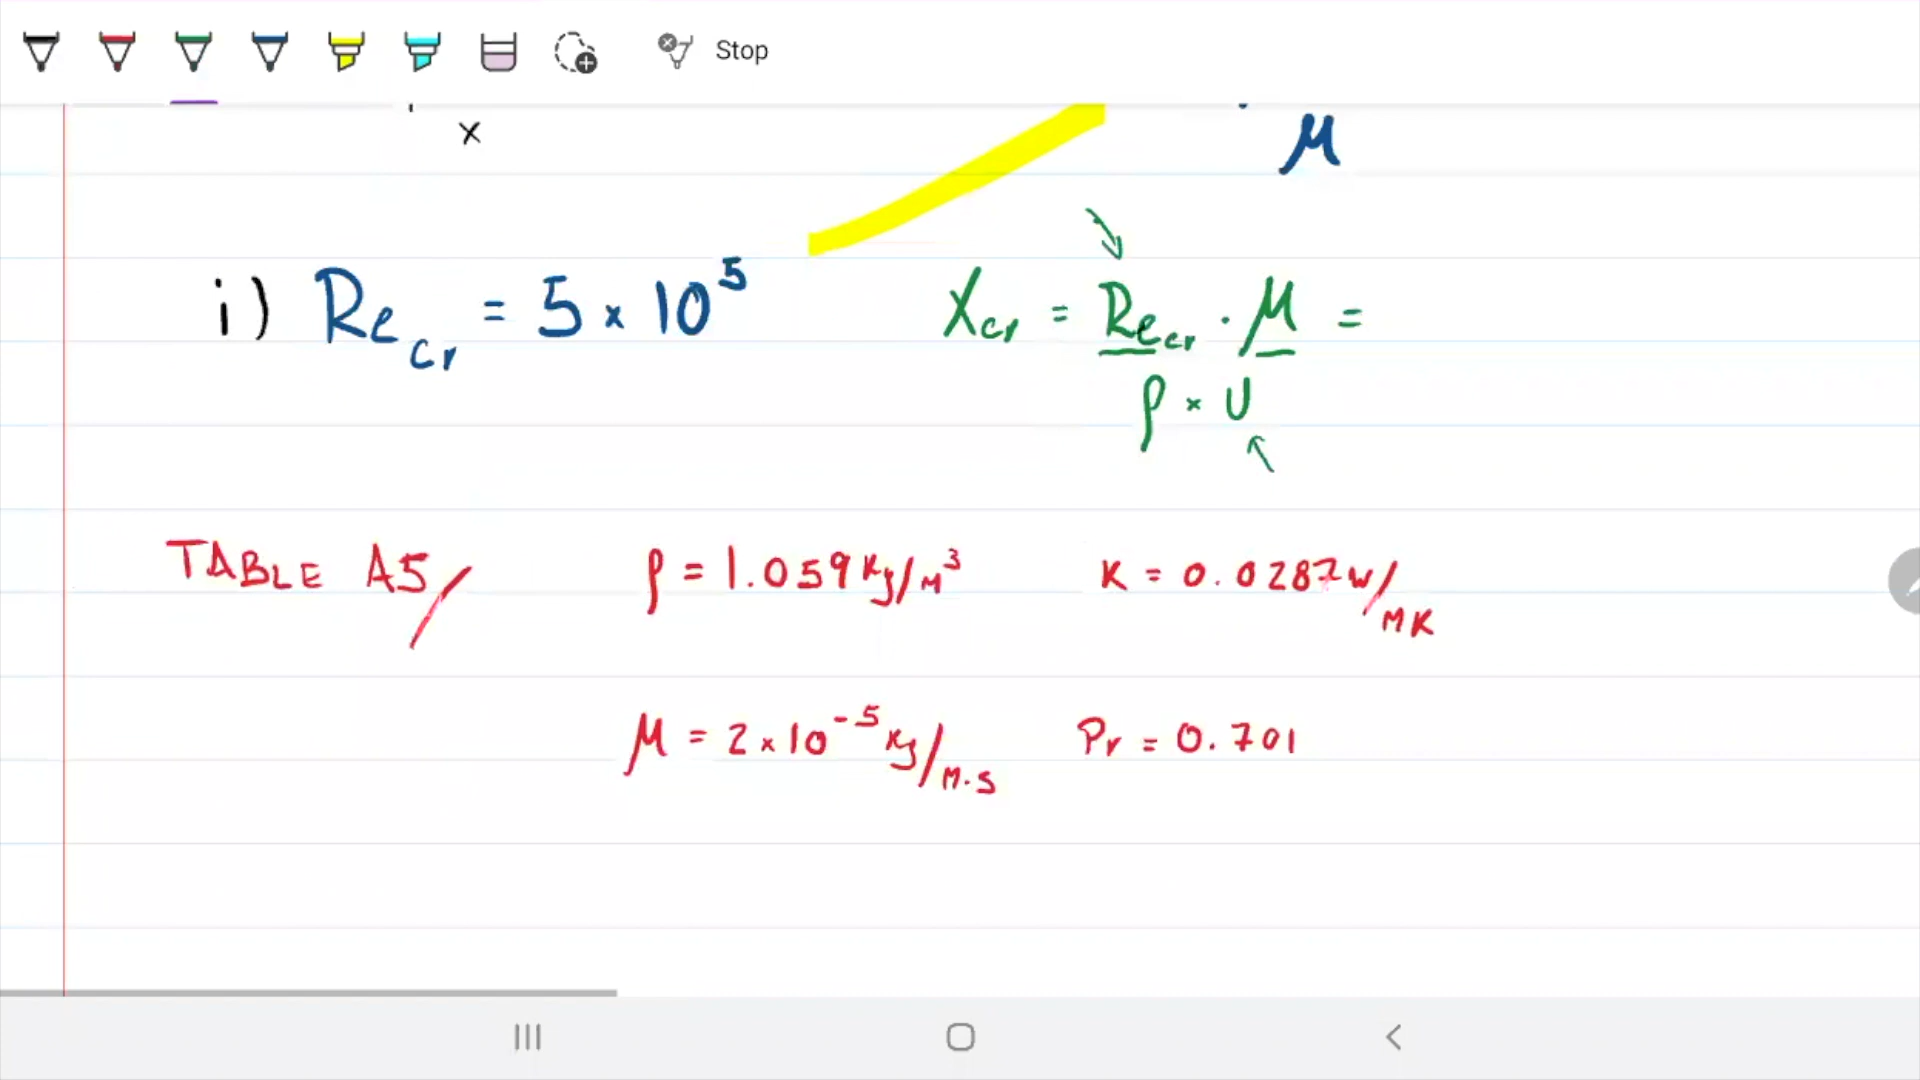 Stop
x
μ
i) Re_cr = 5 × 10^5
X_cr = Re_cr · μ =
ρ × U
TABLE A5/
ρ = 1.059 Kg/M^3
K = 0.0287 W/MK
μ = 2 × 10^-5 Kg/M·S
Pr = 0.701